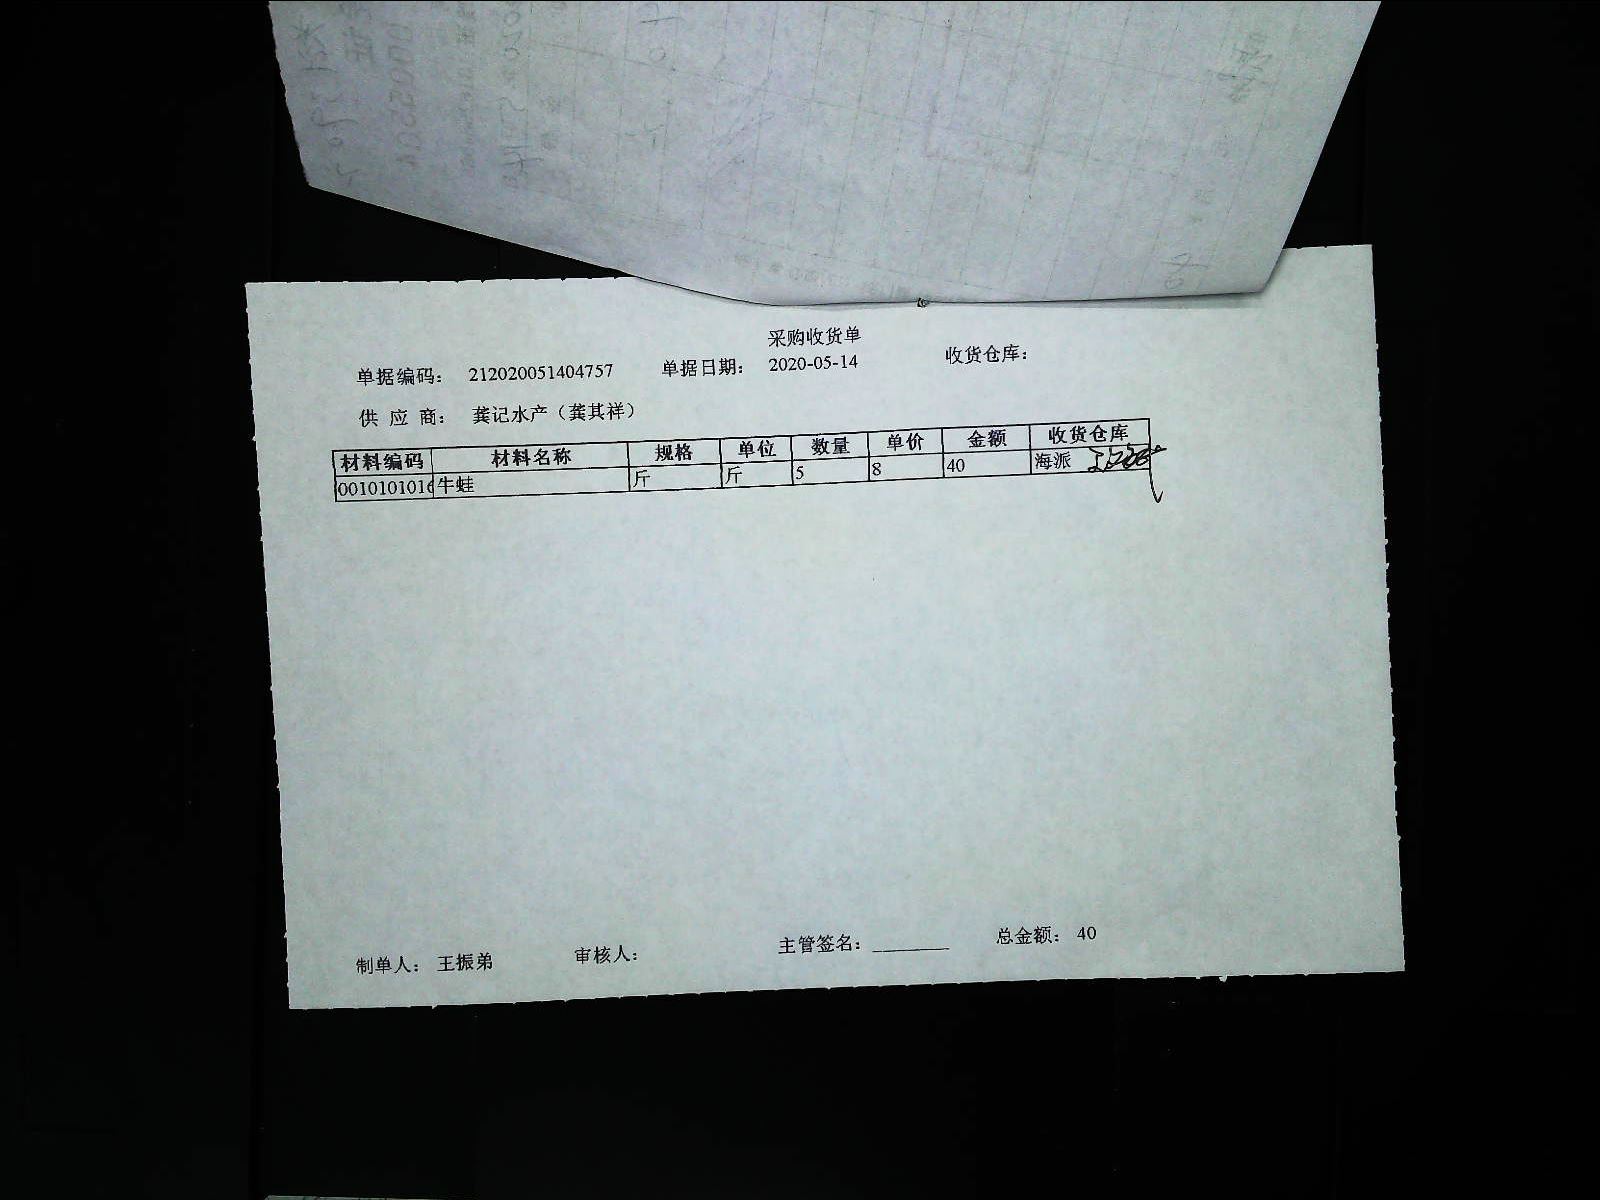 采购收货单
单据编码： 212020051404757 单据日期： 2020-05-14 收货仓库：
供 应 商： 龚记水产（龚其祥）
材料编码 材料名称 规格 单位 数量 单价 金额 收货仓库
0010101016 牛蛙 斤 斤 5 8 40 海派
制单人： 王振弟 审核人： 主管签名：________ 总金额： 40